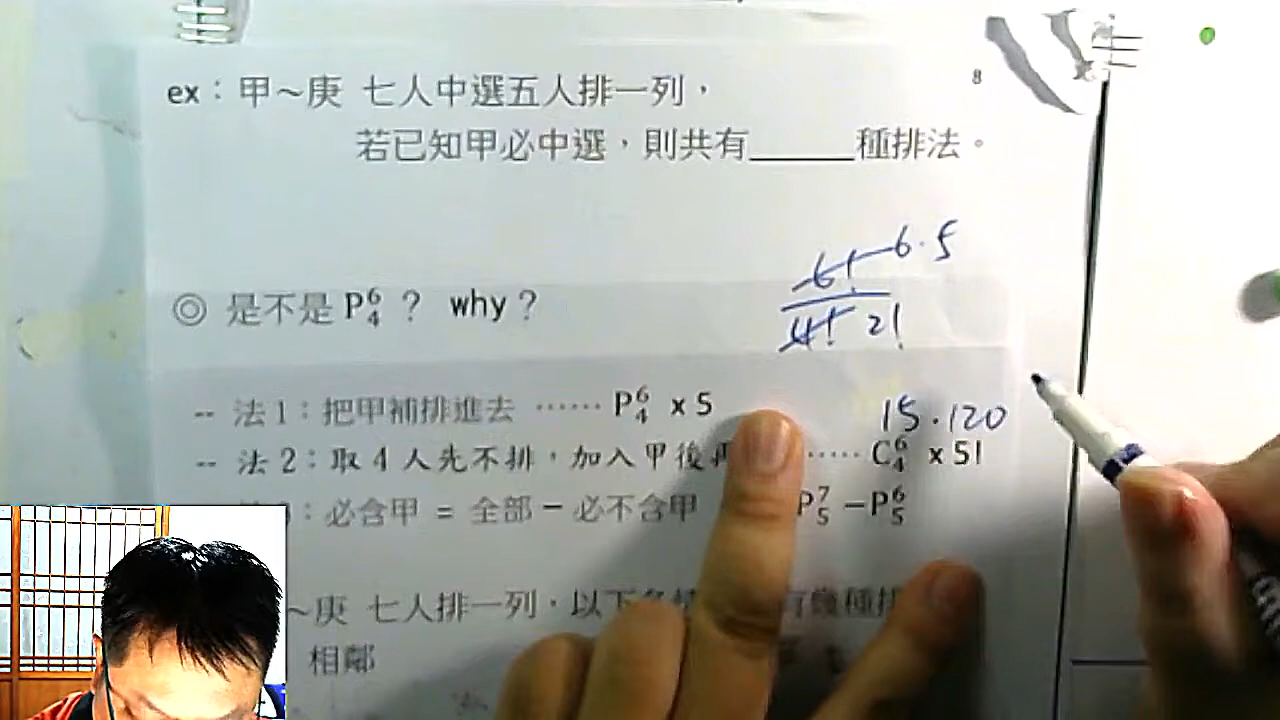 8
ex：甲～庚 七人中選五人排一列，
若已知甲必中選，則共有______種排法。
6! 6·5
4! 2!
◎ 是不是 P⁶₄ ？ why？
-- 法1：把甲補排進去 …… P⁶₄ x 5
15·120
-- 法2：取4人先不排，加入甲後再 …… C⁶₄ x 5!
：必含甲 = 全部 − 必不含甲 P⁷₅ − P⁶₅
～庚 七人排一列，以下 有幾種排
相鄰